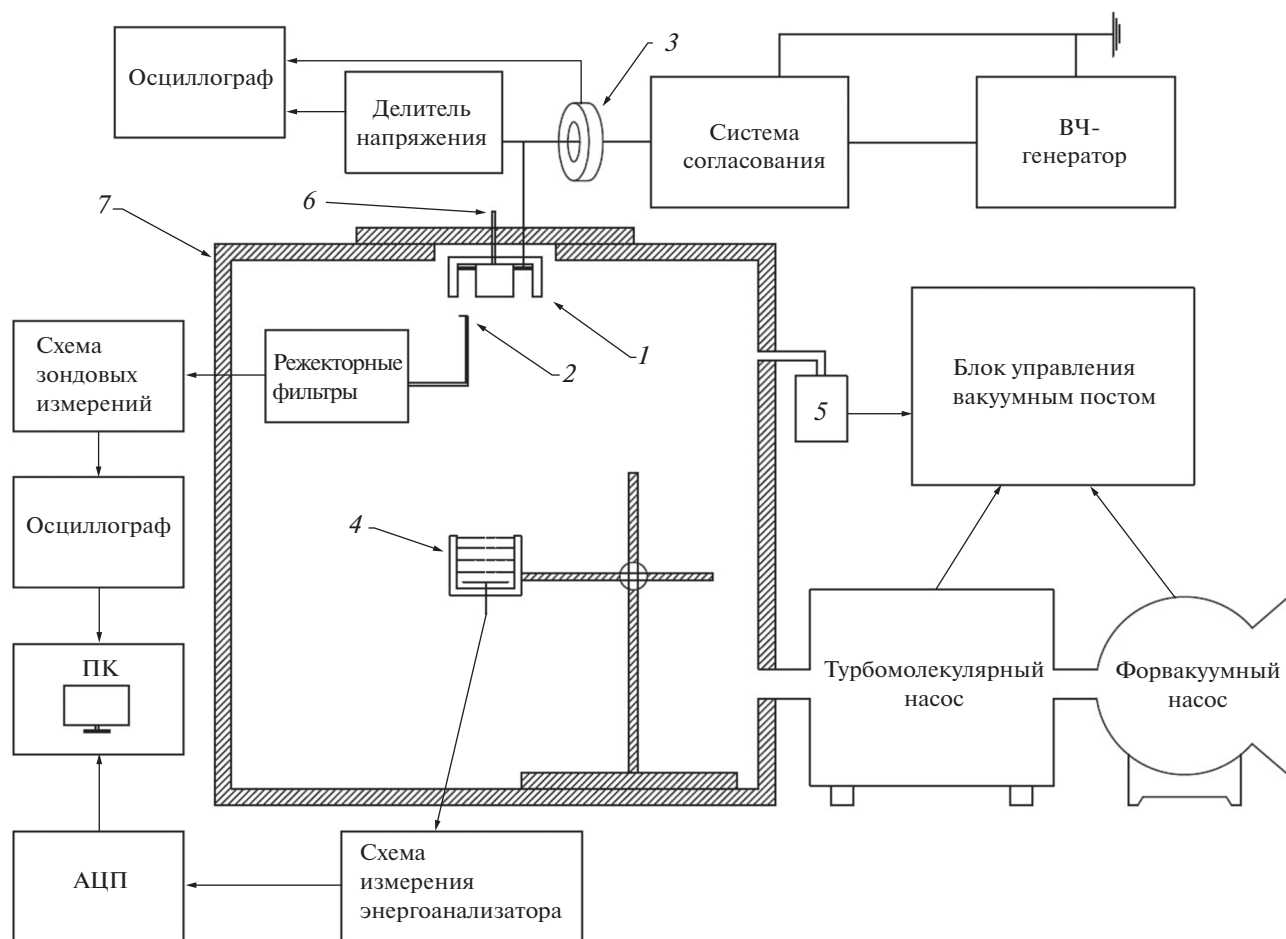 Осциллограф
Делитель
напряжения
3
Система
согласования
ВЧ-
генератор
6
7
1
2
Режекторные
фильтры
Схема
зондовых
измерений
5
Блок управления
вакуумным постом
Осциллограф
4
ПК
Турбомолекулярный
насос
Форвакуумный
насос
АЦП
Схема
измерения
энергоанализатора